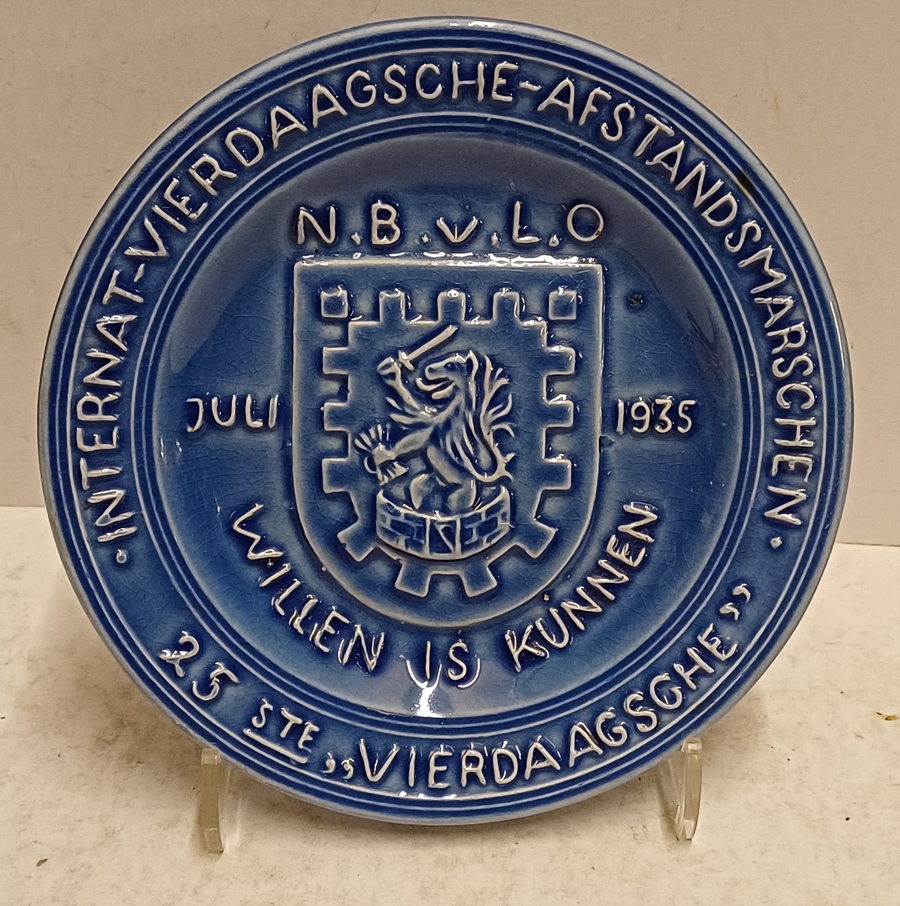 · INTERNAT-VIERDAAGSCHE-AFSTANDSMARSCHEN ·
N.B.v.L.O
JULI 1935
WILLEN IS KUNNEN
25 STE „VIERDAAGSCHE”